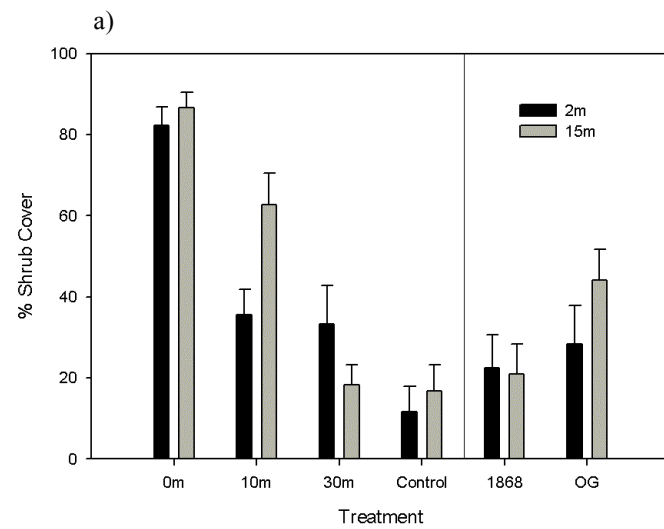 a)
100
80
60
40
20
0
% Shrub Cover
2m
15m
0m 10m 30m Control 1868 OG
Treatment